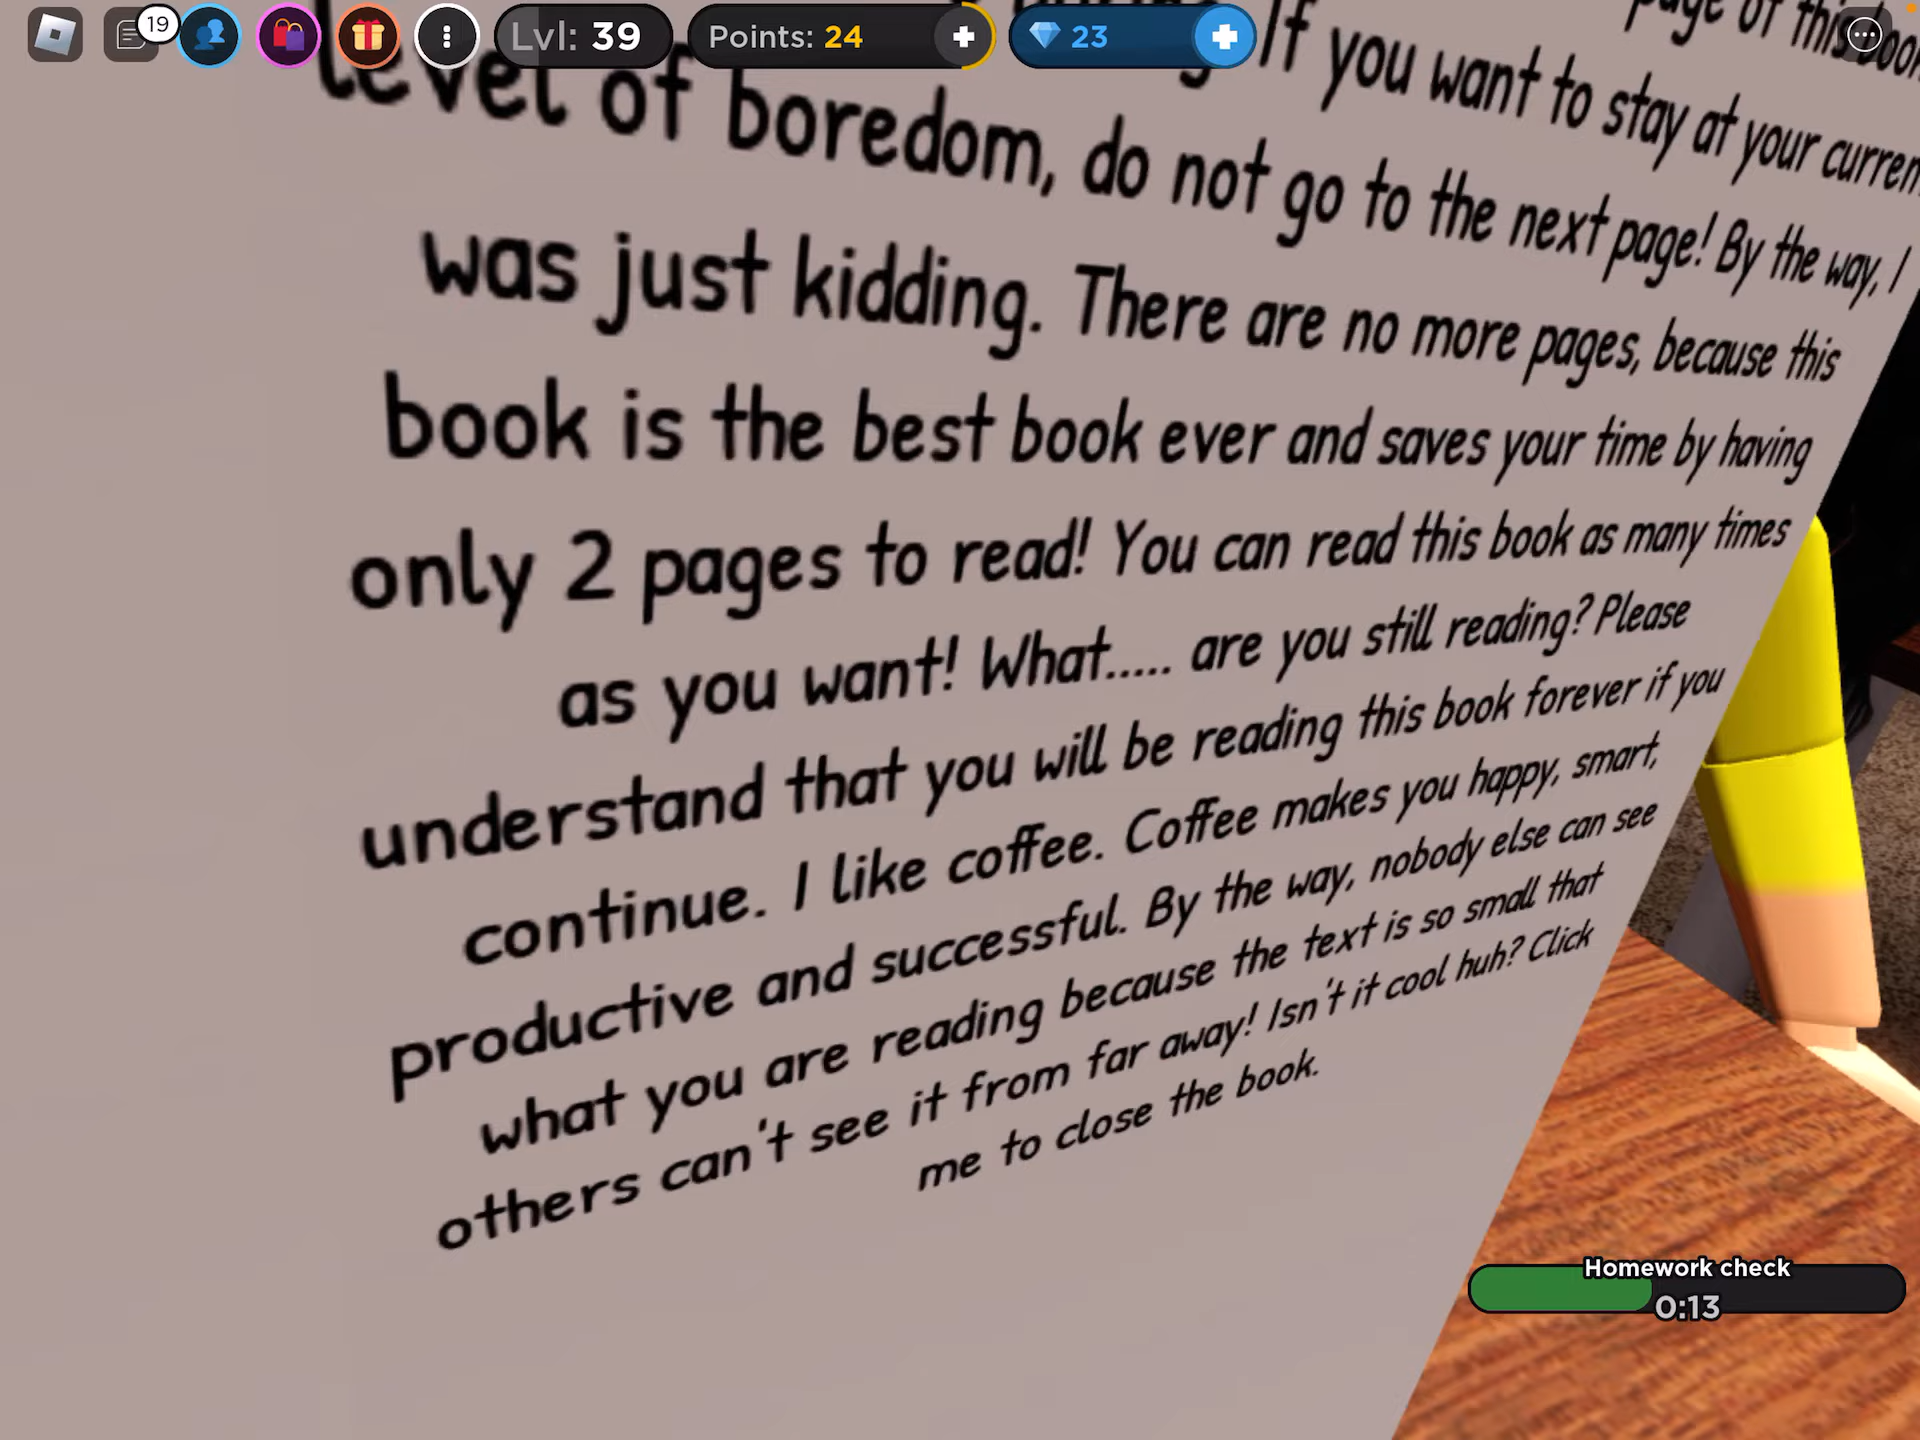 19
Lvl: 39
Points: 24
23
page of this book
If you want to stay at your curren
level of boredom, do not go to the next page! By the way, I
was just kidding. There are no more pages, because this
book is the best book ever and saves your time by having
only 2 pages to read! You can read this book as many times
as you want! What..... are you still reading? Please
understand that you will be reading this book forever if you
continue. I like coffee. Coffee makes you happy, smart,
productive and successful. By the way, nobody else can see
what you are reading because the text is so small that
others can't see it from far away! Isn't it cool huh? Click
me to close the book.
Homework check
0:13